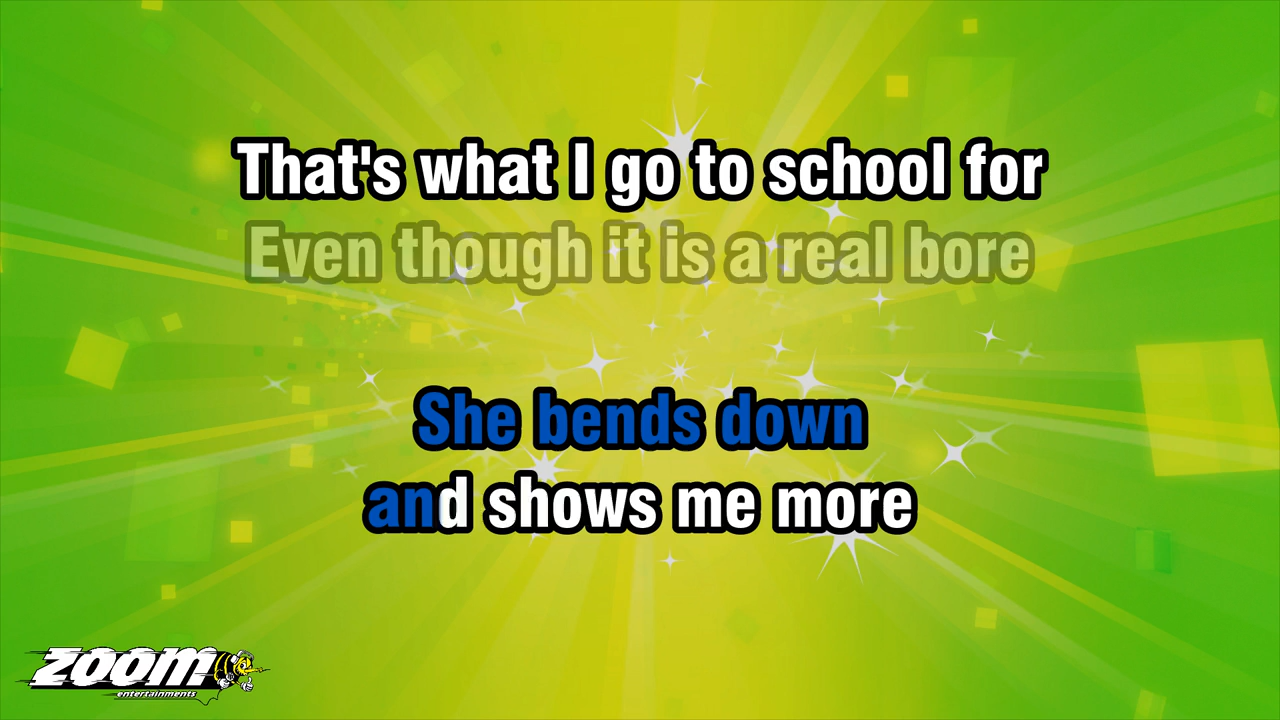 That's what I go to school for
Even though it is a real bore
She bends down
and shows me more
zoom
entertainments